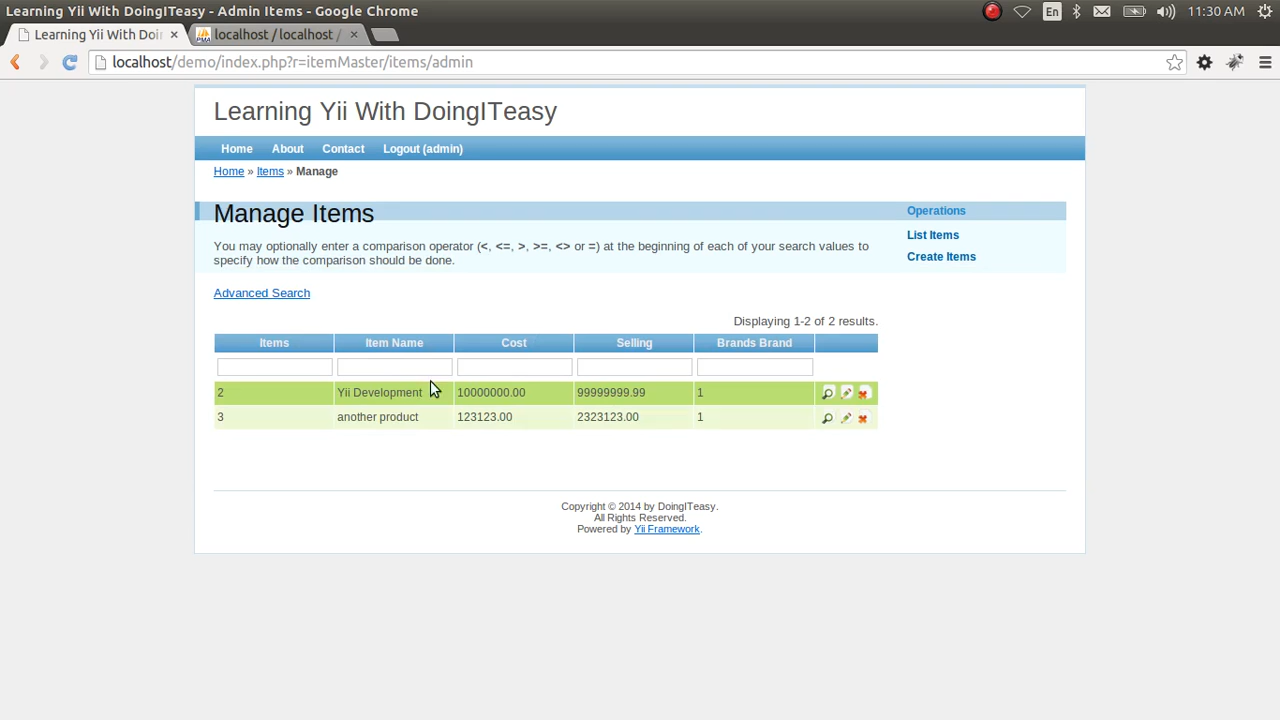 Learning Yii With DoingITeasy - Admin Items - Google Chrome
En
11:30 AM
Learning Yii With Doi
localhost / localhost /
localhost/demo/index.php?r=itemMaster/items/admin
Learning Yii With DoingITeasy
Home About Contact Logout (admin)
Home » Items » Manage
Manage Items
Operations
You may optionally enter a comparison operator (<, <=, >, >=, <> or =) at the beginning of each of your search values to
specify how the comparison should be done.
List Items
Create Items
Advanced Search
Displaying 1-2 of 2 results.
Items Item Name Cost Selling Brands Brand
2 Yii Development 10000000.00 99999999.99 1
3 another product 123123.00 2323123.00 1
Copyright © 2014 by DoingITeasy.
All Rights Reserved.
Powered by Yii Framework.